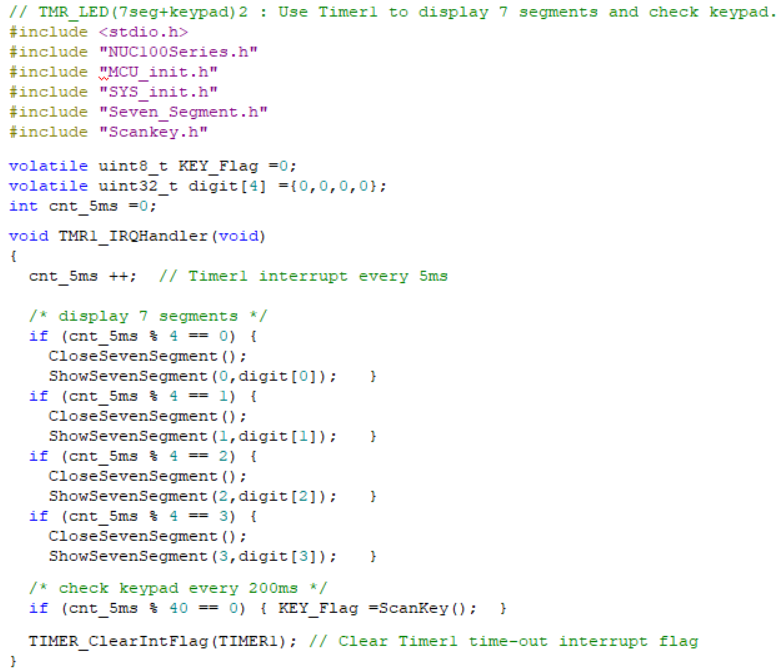 // TMR_LED(7seg+keypad)2 : Use Timer1 to display 7 segments and check keypad.
#include <stdio.h>
#include "NUC100Series.h"
#include "MCU_init.h"
#include "SYS_init.h"
#include "Seven_Segment.h"
#include "Scankey.h"
volatile uint8_t KEY_Flag =0;
volatile uint32_t digit[4] ={0,0,0,0};
int cnt_5ms =0;
void TMR1_IRQHandler(void)
{
  cnt_5ms ++;  // Timer1 interrupt every 5ms
  /* display 7 segments */
  if (cnt_5ms % 4 == 0) {
    CloseSevenSegment();
    ShowSevenSegment(0,digit[0]);   }
  if (cnt_5ms % 4 == 1) {
    CloseSevenSegment();
    ShowSevenSegment(1,digit[1]);   }
  if (cnt_5ms % 4 == 2) {
    CloseSevenSegment();
    ShowSevenSegment(2,digit[2]);   }
  if (cnt_5ms % 4 == 3) {
    CloseSevenSegment();
    ShowSevenSegment(3,digit[3]);   }
  /* check keypad every 200ms */
  if (cnt_5ms % 40 == 0) { KEY_Flag =ScanKey();  }
  TIMER_ClearIntFlag(TIMER1); // Clear Timer1 time-out interrupt flag
}